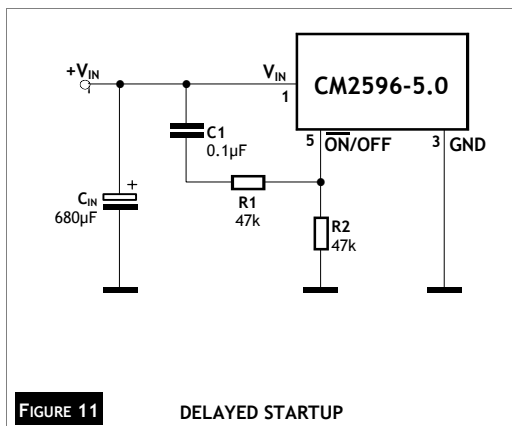 +VIN
VIN
1
CM2596-5.0
5
ON/OFF
3
GND
C1
0.1µF
+
CIN
680µF
R1
47k
R2
47k
FIGURE 11
DELAYED STARTUP